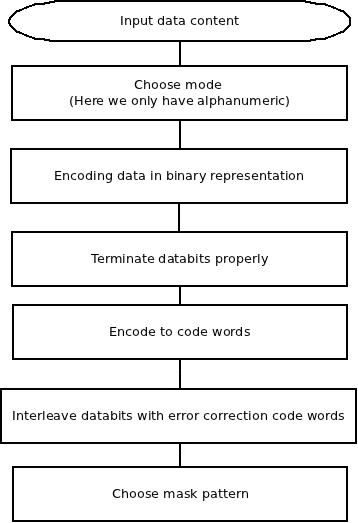 Input data content
Choose mode
(Here we only have alphanumeric)
Encoding data in binary representation
Terminate databits properly
Encode to code words
Interleave databits with error correction code words
Choose mask pattern